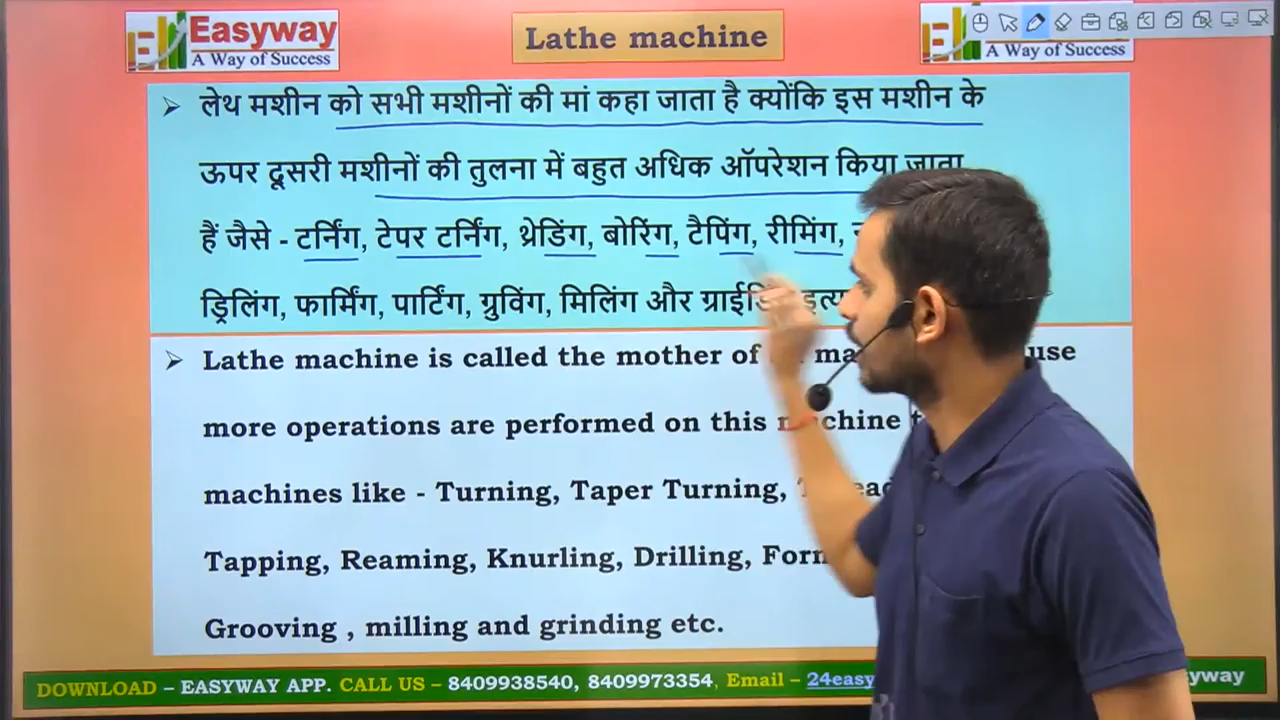 Easyway
A Way of Success
Lathe machine
A Way of Success
➢ लेथ मशीन को सभी मशीनों की मां कहा जाता है क्योंकि इस मशीन के
ऊपर दूसरी मशीनों की तुलना में बहुत अधिक ऑपरेशन किया जाता
हैं जैसे - टर्निंग, टेपर टर्निंग, थ्रेडिंग, बोरिंग, टैपिंग, रीमिंग,
ड्रिलिंग, फार्मिंग, पार्टिंग, ग्रुविंग, मिलिंग और
➢ Lathe machine is called the mother of
more operations are performed on this machine
machines like - Turning, Taper Turning,
Tapping, Reaming, Knurling, Drilling,
Grooving , milling and grinding etc.
DOWNLOAD – EASYWAY APP. CALL US – 8409938540, 8409973354, Email –